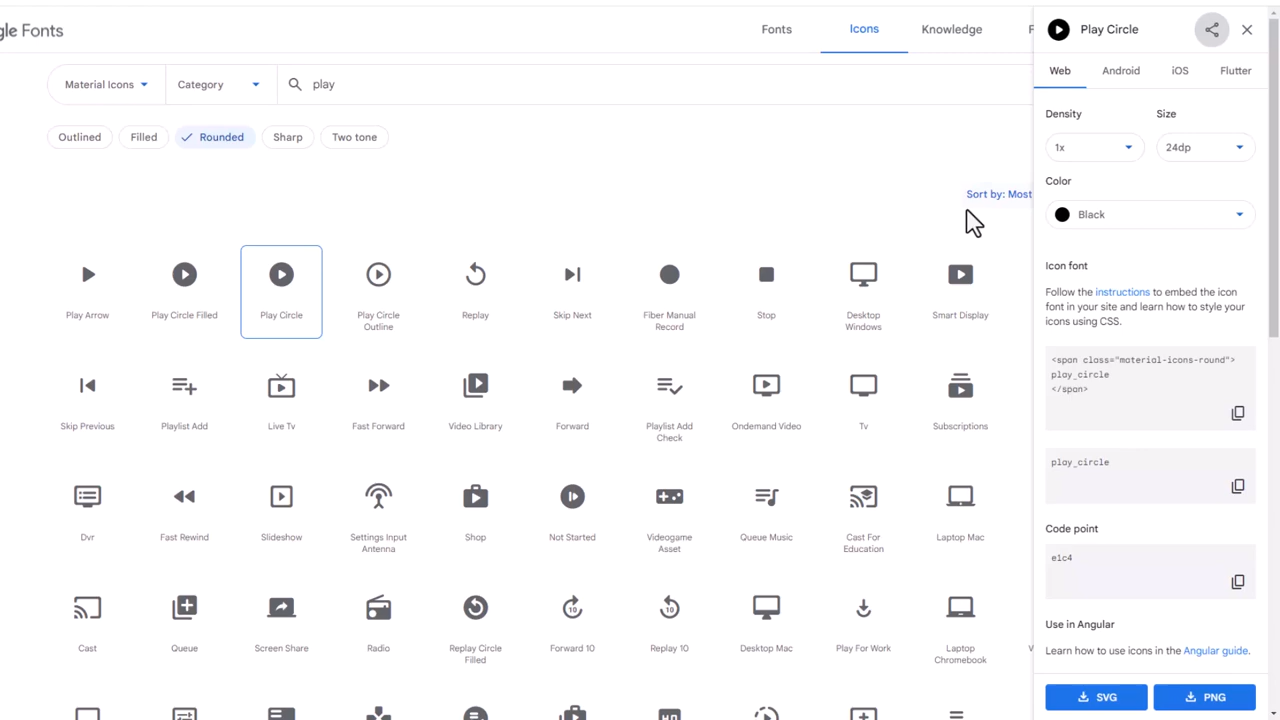 gle Fonts
Fonts
Icons
Knowledge
F
Play Circle
Web
Android
iOS
Flutter
Material Icons
Category
play
Density
Size
1x
24dp
Outlined
Filled
Rounded
Sharp
Two tone
Color
Black
Sort by: Most
Icon font
Follow the instructions to embed the icon
font in your site and learn how to style your
icons using CSS.
Play Arrow
Play Circle Filled
Play Circle
Play Circle
Outline
Replay
Skip Next
Fiber Manual
Record
Stop
Desktop
Windows
Smart Display
<span class="material-icons-round">
play_circle
</span>
Skip Previous
Playlist Add
Live Tv
Fast Forward
Video Library
Forward
Playlist Add
Check
Ondemand Video
Tv
Subscriptions
play_circle
Dvr
Fast Rewind
Slideshow
Settings Input
Antenna
Shop
Not Started
Videogame
Asset
Queue Music
Cast For
Education
Laptop Mac
Code point
e1c4
10
10
Cast
Queue
Screen Share
Radio
Replay Circle
Filled
Forward 10
Replay 10
Desktop Mac
Play For Work
Laptop
Chromebook
Use in Angular
Learn how to use icons in the Angular guide.
SVG
PNG